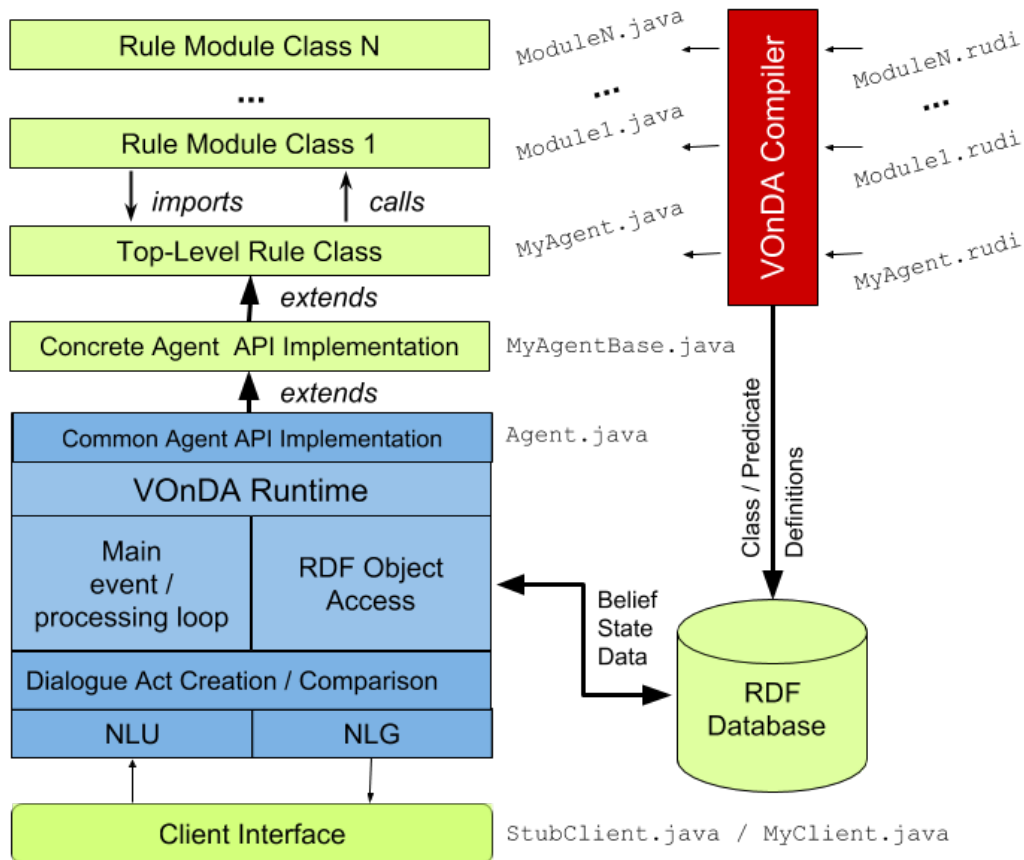 Rule Module Class N
...
Rule Module Class 1
imports
calls
Top-Level Rule Class
extends
Concrete Agent API Implementation
extends
Common Agent API Implementation
VOnDA Runtime
Main
event /
processing loop
RDF Object
Access
Dialogue Act Creation / Comparison
NLU
NLG
Client Interface
ModuleN.java
...
Module1.java
MyAgent.java
MyAgentBase.java
Agent.java
StubClient.java / MyClient.java
VOnDA Compiler
ModuleN.rudi
...
Module1.rudi
MyAgent.rudi
Class / Predicate
Definitions
Belief
State
Data
RDF
Database